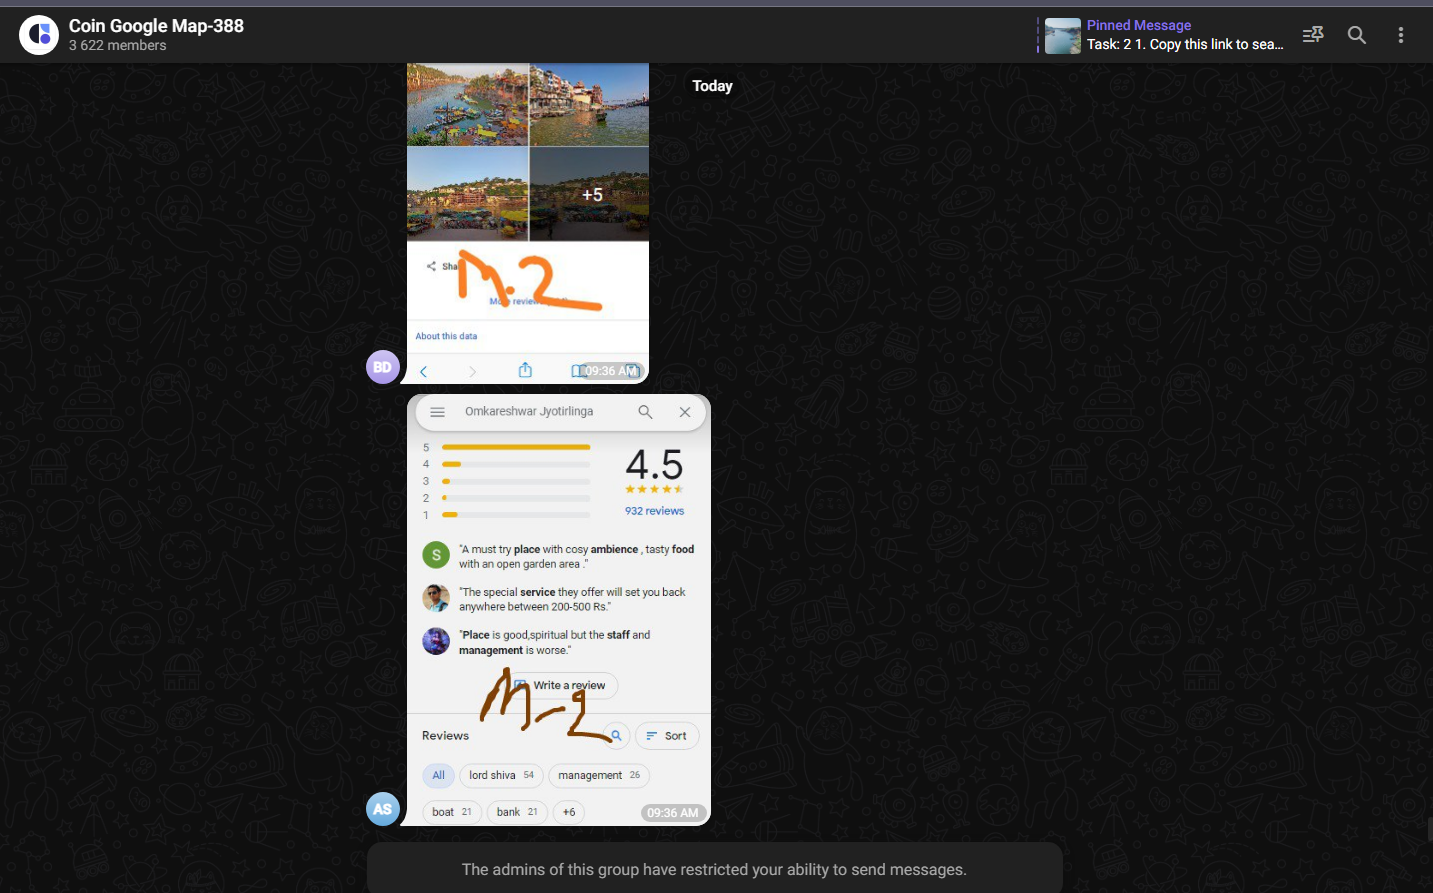 Coin Google Map-388
3 622 members
Pinned Message
Task: 2 1. Copy this link to sea...
Today
+5
Sha
M.2
More reviews
About this data
BD
09:36 AM
Omkareshwar Jyotirlinga
5
4
3
2
1
4.5
932 reviews
S
"A must try place with cosy ambience , tasty food
with an open garden area ."
"The special service they offer will set you back
anywhere between 200-500 Rs."
"Place is good,spiritual but the staff and
management is worse."
Write a review
M-2
Reviews
Sort
All
lord shiva 54
management 26
boat 21
bank 21
+6
AS
09:36 AM
The admins of this group have restricted your ability to send messages.